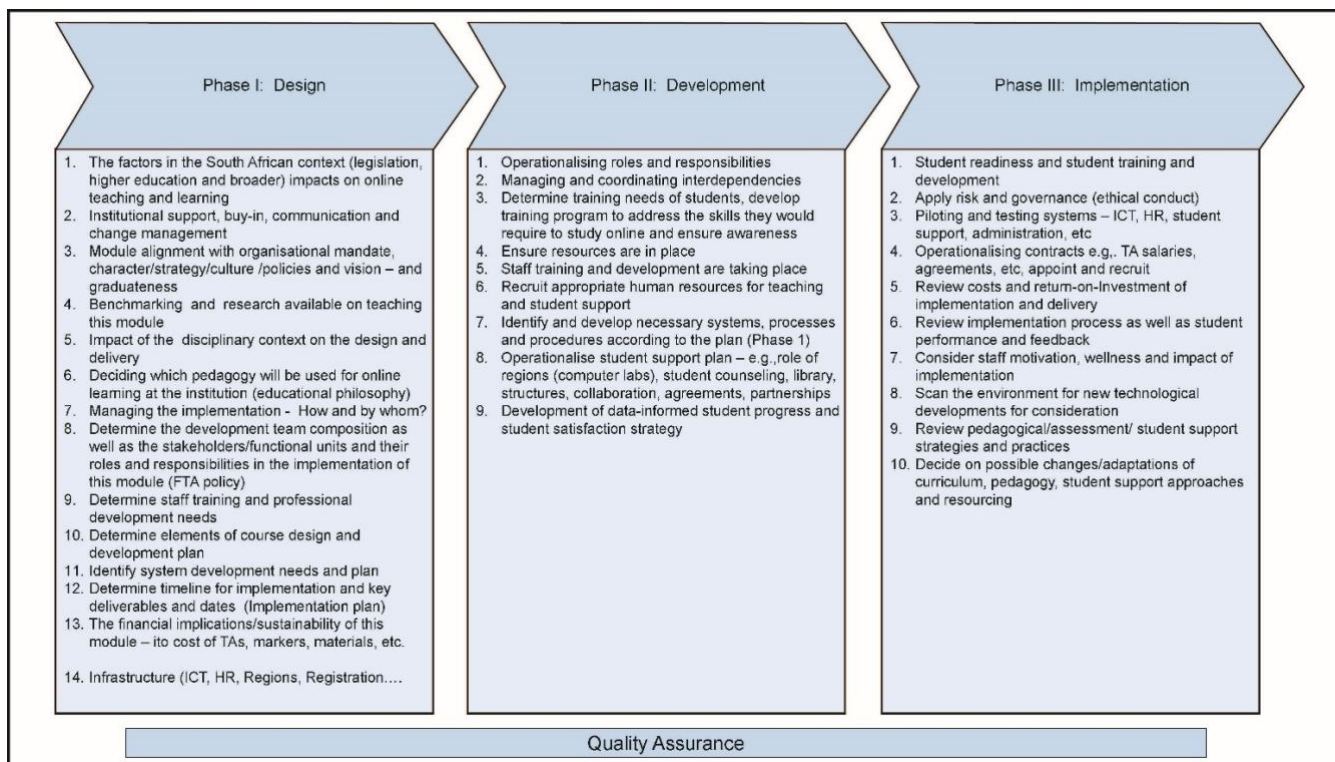 Phase I: Design
1. The factors in the South African context (legislation,
higher education and broader) impacts on online
teaching and learning
2. Institutional support, buy-in, communication and
change management
3. Module alignment with organisational mandate,
character/strategy/culture /policies and vision – and
graduateness
4. Benchmarking and research available on teaching
this module
5. Impact of the disciplinary context on the design and
delivery
6. Deciding which pedagogy will be used for online
learning at the institution (educational philosophy)
7. Managing the implementation - How and by whom?
8. Determine the development team composition as
well as the stakeholders/functional units and their
roles and responsibilities in the implementation of
this module (FTA policy)
9. Determine staff training and professional
development needs
10. Determine elements of course design and
development plan
11. Identify system development needs and plan
12. Determine timeline for implementation and key
deliverables and dates (Implementation plan)
13. The financial implications/sustainability of this
module – ito cost of TAs, markers, materials, etc.
14. Infrastructure (ICT, HR, Regions, Registration….
Phase II: Development
1. Operationalising roles and responsibilities
2. Managing and coordinating interdependencies
3. Determine training needs of students, develop
training program to address the skills they would
require to study online and ensure awareness
4. Ensure resources are in place
5. Staff training and development are taking place
6. Recruit appropriate human resources for teaching
and student support
7. Identify and develop necessary systems, processes
and procedures according to the plan (Phase 1)
8. Operationalise student support plan – e.g.,role of
regions (computer labs), student counseling, library,
structures, collaboration, agreements, partnerships
9. Development of data-informed student progress and
student satisfaction strategy
Phase III: Implementation
1. Student readiness and student training and
development
2. Apply risk and governance (ethical conduct)
3. Piloting and testing systems – ICT, HR, student
support, administration, etc
4. Operationalising contracts e.g,. TA salaries,
agreements, etc, appoint and recruit
5. Review costs and return-on-Investment of
implementation and delivery
6. Review implementation process as well as student
performance and feedback
7. Consider staff motivation, wellness and impact of
implementation
8. Scan the environment for new technological
developments for consideration
9. Review pedagogical/assessment/ student support
strategies and practices
10. Decide on possible changes/adaptations of
curriculum, pedagogy, student support approaches
and resourcing
Quality Assurance